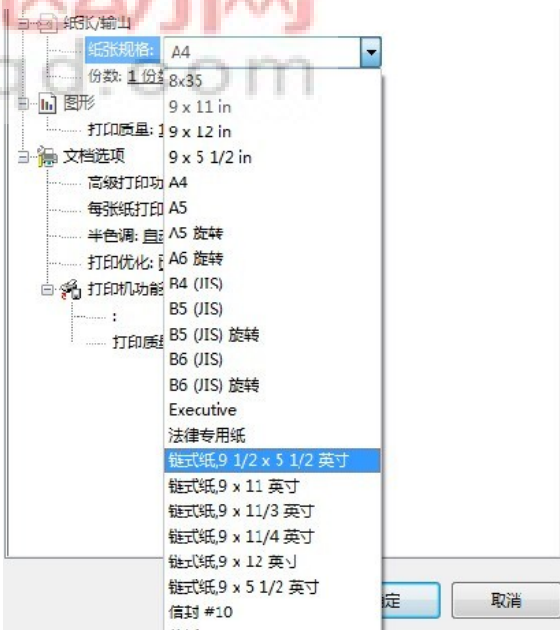 纸张/输出
纸张规格: A4
份数: 1 份
8x35
图形
9 x 11 in
打印质量: 1
9 x 12 in
文档选项
9 x 5 1/2 in
高级打印功
A4
每张纸打印
A5
半色调: 自
A5 旋转
打印优化:
A6 旋转
打印机功能
B4 (JIS)
:
B5 (JIS)
打印质
B5 (JIS) 旋转
B6 (JIS)
B6 (JIS) 旋转
Executive
法律专用纸
链式纸,9 1/2 x 5 1/2 英寸
链式纸,9 x 11 英寸
链式纸,9 x 11/3 英寸
链式纸,9 x 11/4 英寸
链式纸,9 x 12 英寸
链式纸,9 x 5 1/2 英寸
信封 #10
定
取消